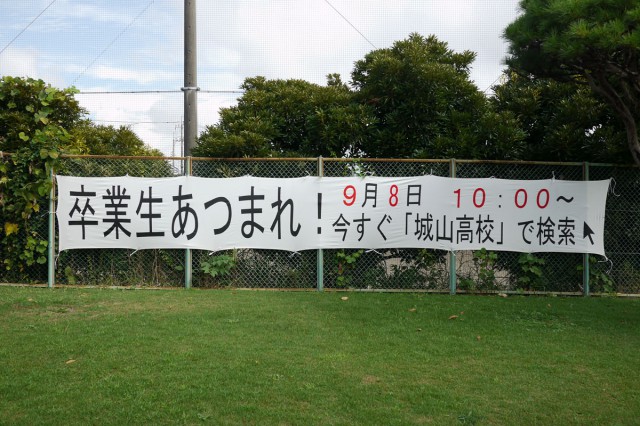 卒業生あつまれ！
9月8日 10：00～
今すぐ「城山高校」で検索